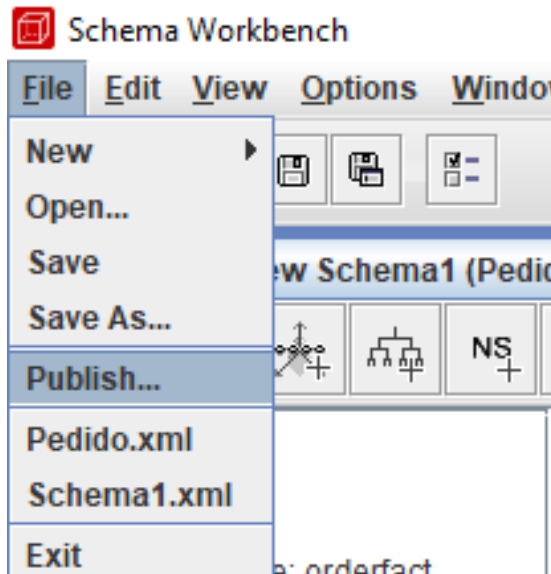 Schema Workbench
File Edit View Options Windo
New
Open...
Save
ew Schema1 (Pedid
Save As...
NS
Publish...
Pedido.xml
Schema1.xml
Exit
e: orderfact